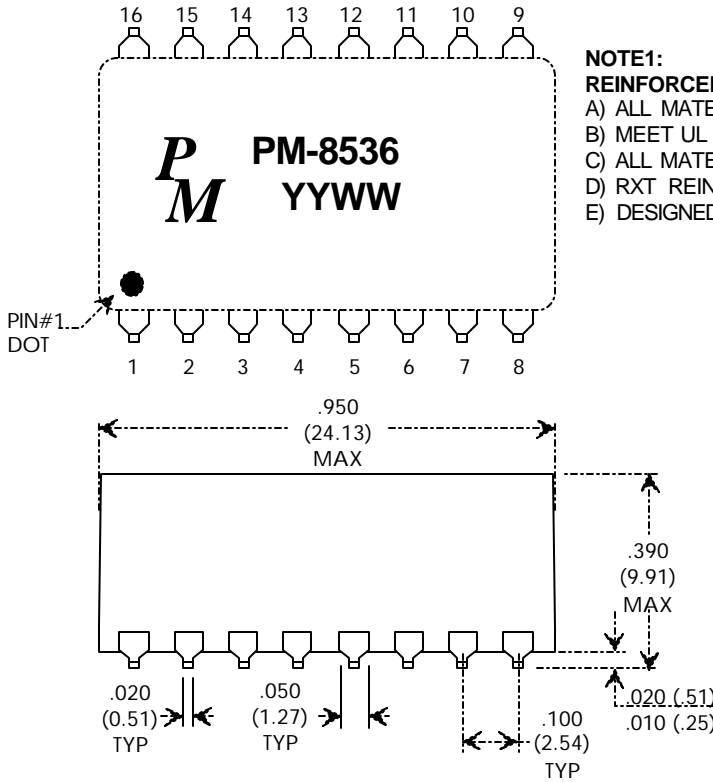 16 15 14 13 12 11 10 9
NOTE1:
REINFORCE
A) ALL MATE
B) MEET UL
C) ALL MATE
D) RXT REIN
E) DESIGNED
P
M
PM-8536
YYWW
PIN#1
DOT
1 2 3 4 5 6 7 8
.950
(24.13)
MAX
.390
(9.91)
MAX
.020
(0.51)
TYP
.050
(1.27)
TYP
.100
(2.54)
TYP
.020 (.51)
.010 (.25)